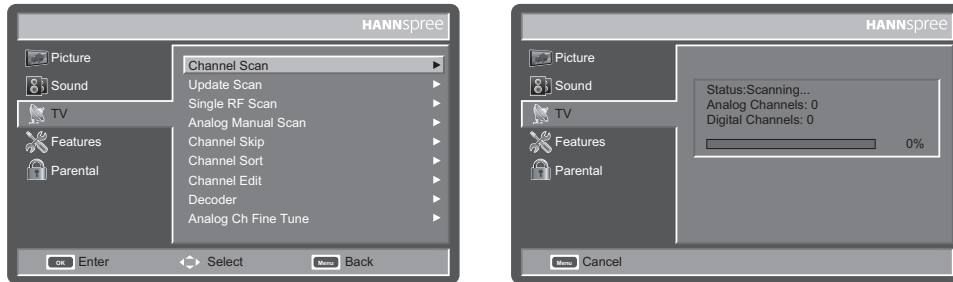 HANNspree
Picture
Sound
TV
Features
Parental
Channel Scan
Update Scan
Single RF Scan
Analog Manual Scan
Channel Skip
Channel Sort
Channel Edit
Decoder
Analog Ch Fine Tune
OK Enter
Select
Menu Back
HANNspree
Picture
Sound
TV
Features
Parental
Status:Scanning...
Analog Channels: 0
Digital Channels: 0
0%
Menu Cancel